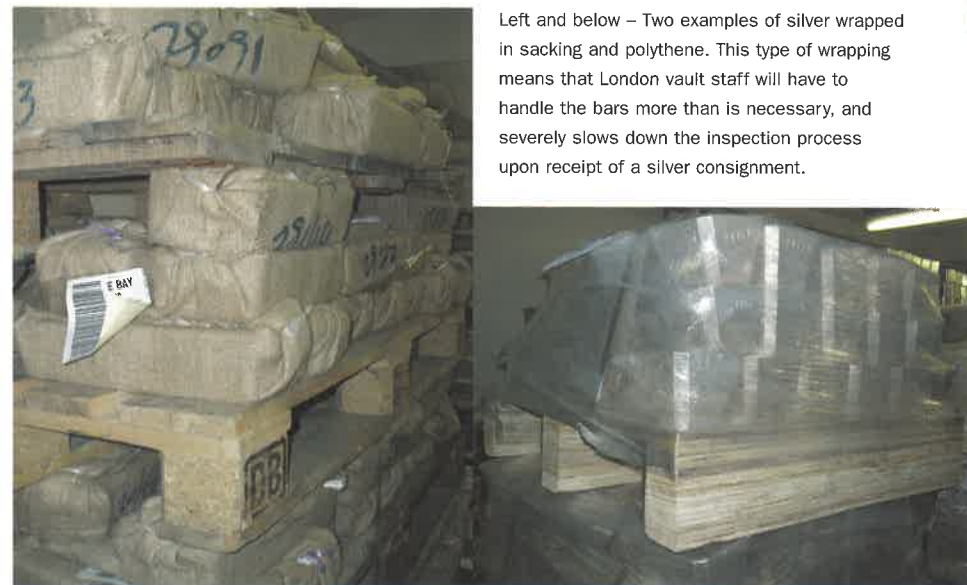 Left and below – Two examples of silver wrapped
in sacking and polythene. This type of wrapping
means that London vault staff will have to
handle the bars more than is necessary, and
severely slows down the inspection process
upon receipt of a silver consignment.
E BAY
DB